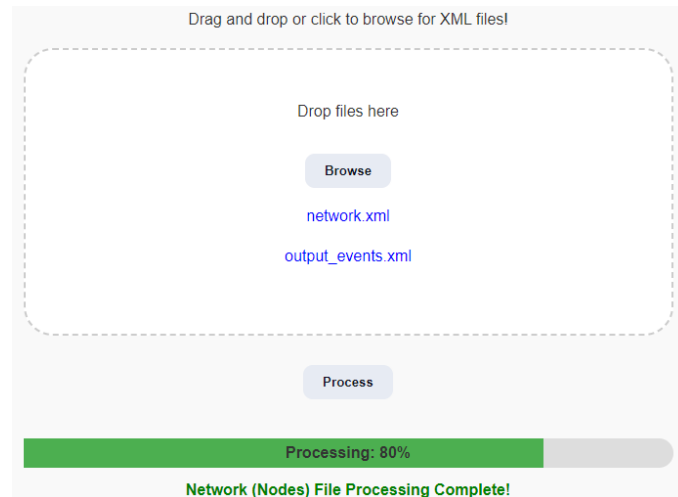 Drag and drop or click to browse for XML files!
Drop files here
Browse
network.xml
output_events.xml
Process
Processing: 80%
Network (Nodes) File Processing Complete!